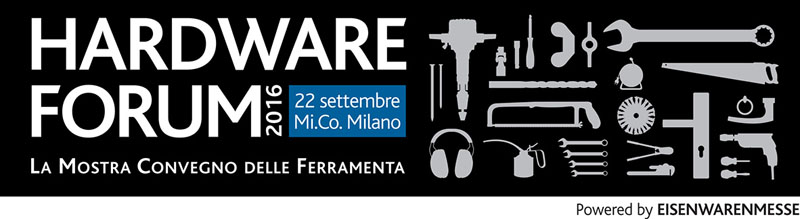 HARDWARE
FORUM 2016
22 settembre
Mi.Co. Milano
LA MOSTRA CONVEGNO DELLE FERRAMENTA
Powered by EISENWARENMESSE